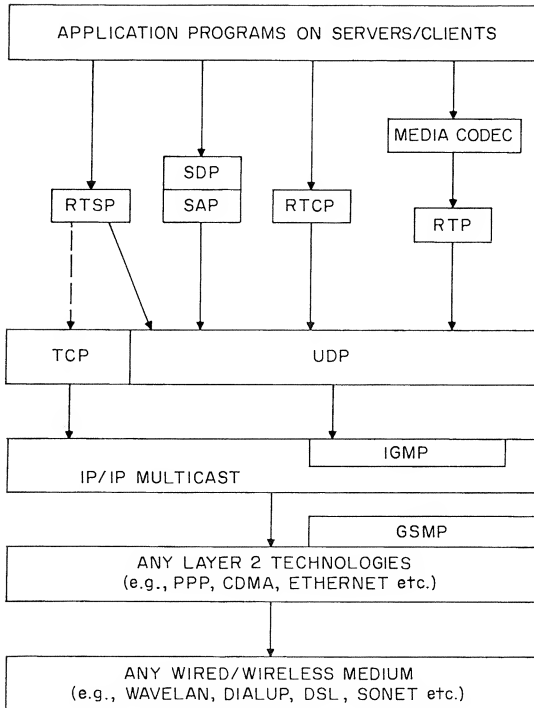 APPLICATION PROGRAMS ON SERVERS/CLIENTS
MEDIA CODEC
SDP
RTSP
SAP
RTCP
RTP
TCP
UDP
IGMP
IP/IP MULTICAST
GSMP
ANY LAYER 2 TECHNOLOGIES
(e.g., PPP, CDMA, ETHERNET etc.)
ANY WIRED/WIRELESS MEDIUM
(e.g., WAVELAN, DIALUP, DSL, SONET etc.)